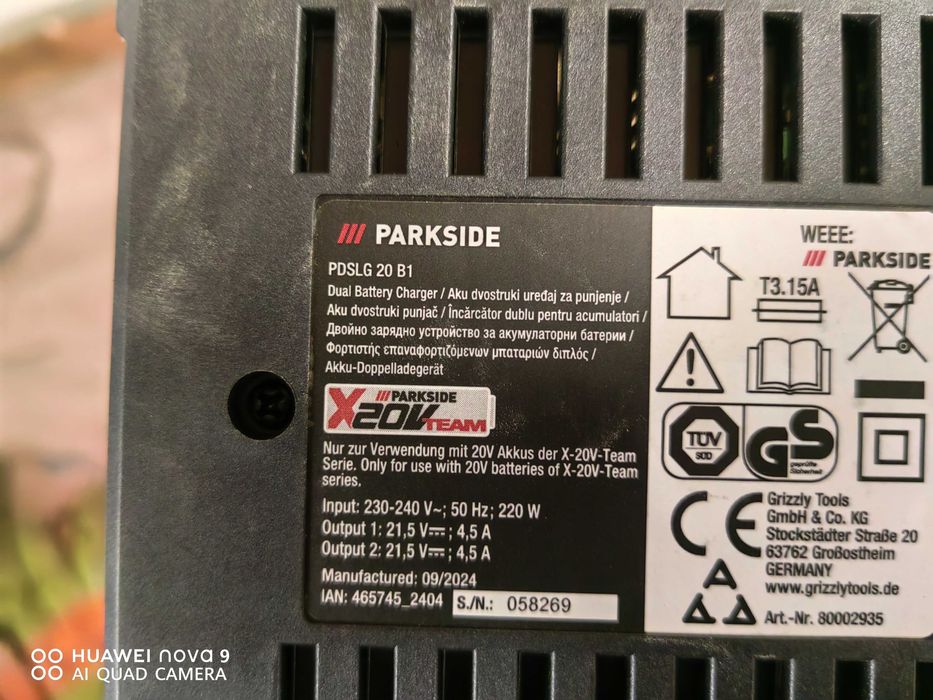 PARKSIDE
PDSLG 20 B1
Dual Battery Charger / Aku dvostruki uređaj za punjenje /
Aku dvostruki punjač / Încărcător dublu pentru acumulatori /
Двойно зарядно устройство за акумулаторни батерии /
Φορτιστής επαναφορτιζόμενων μπαταριών διπλός /
Akku-Doppelladegerät
PARKSIDE
X20V TEAM
Nur zur Verwendung mit 20V Akkus der X-20V-Team
Serie. Only for use with 20V batteries of X-20V-Team
series.
Input: 230-240 V~; 50 Hz; 220 W
Output 1: 21,5 V⎓; 4,5 A
Output 2: 21,5 V⎓; 4,5 A
Manufactured: 09/2024
IAN: 465745_2404 S./N.: 058269
WEEE:
PARKSIDE
T3.15A
TÜV
SÜD
GS
geprüfte
Sicherheit
CE
Grizzly Tools
GmbH & Co. KG
Stockstädter Straße 20
63762 Großostheim
GERMANY
www.grizzlytools.de
Art.-Nr. 80002935
HUAWEI nova 9
AI QUAD CAMERA